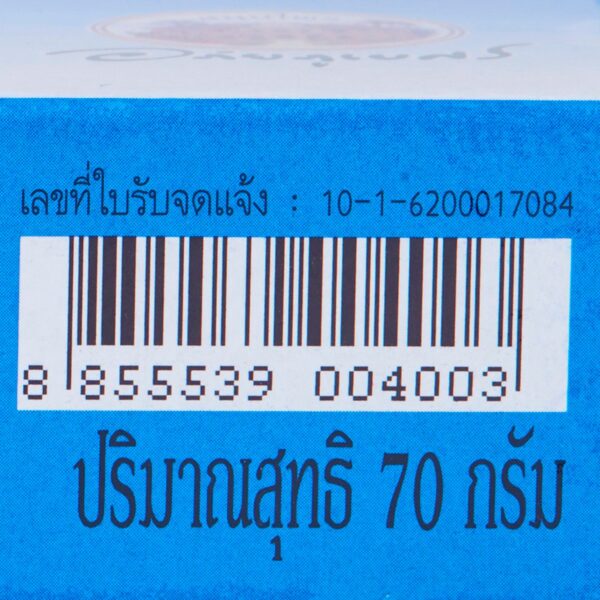 เลขที่ใบรับจดแจ้ง : 10-1-6200017084
8 855539 004003
ปริมาณสุทธิ 70 กรัม